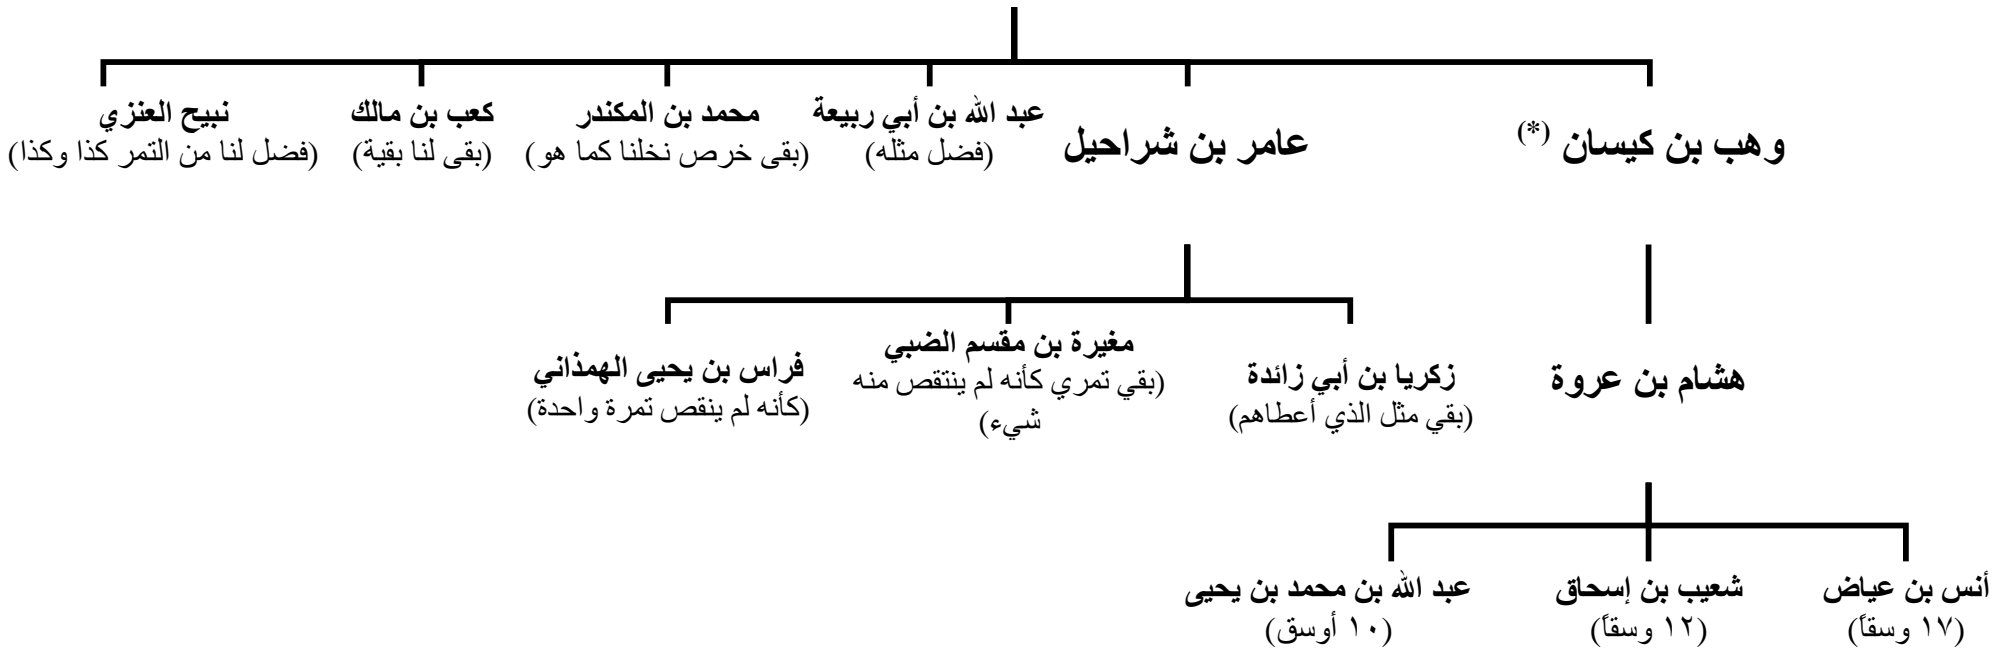 وهب بن كيسان (*)
عامر بن شراحيل
عبد الله بن أبي ربيعة
(فضل مثله)
محمد بن المكندر
(بقى خرص نخلنا كما هو)
كعب بن مالك
(بقى لنا بقية)
نبيح العنزي
(فضل لنا من التمر كذا وكذا)
هشام بن عروة
زكريا بن أبي زائدة
(بقي مثل الذي أعطاهم)
مغيرة بن مقسم الضبي
(بقي تمري كأنه لم ينتقص منه
شيء)
فراس بن يحيى الهمذاني
(كأنه لم ينقص تمرة واحدة)
أنس بن عياض
(١٧ وسقاً)
شعيب بن إسحاق
(١٢ وسقاً)
عبد الله بن محمد بن يحيى
(١٠ أوسق)